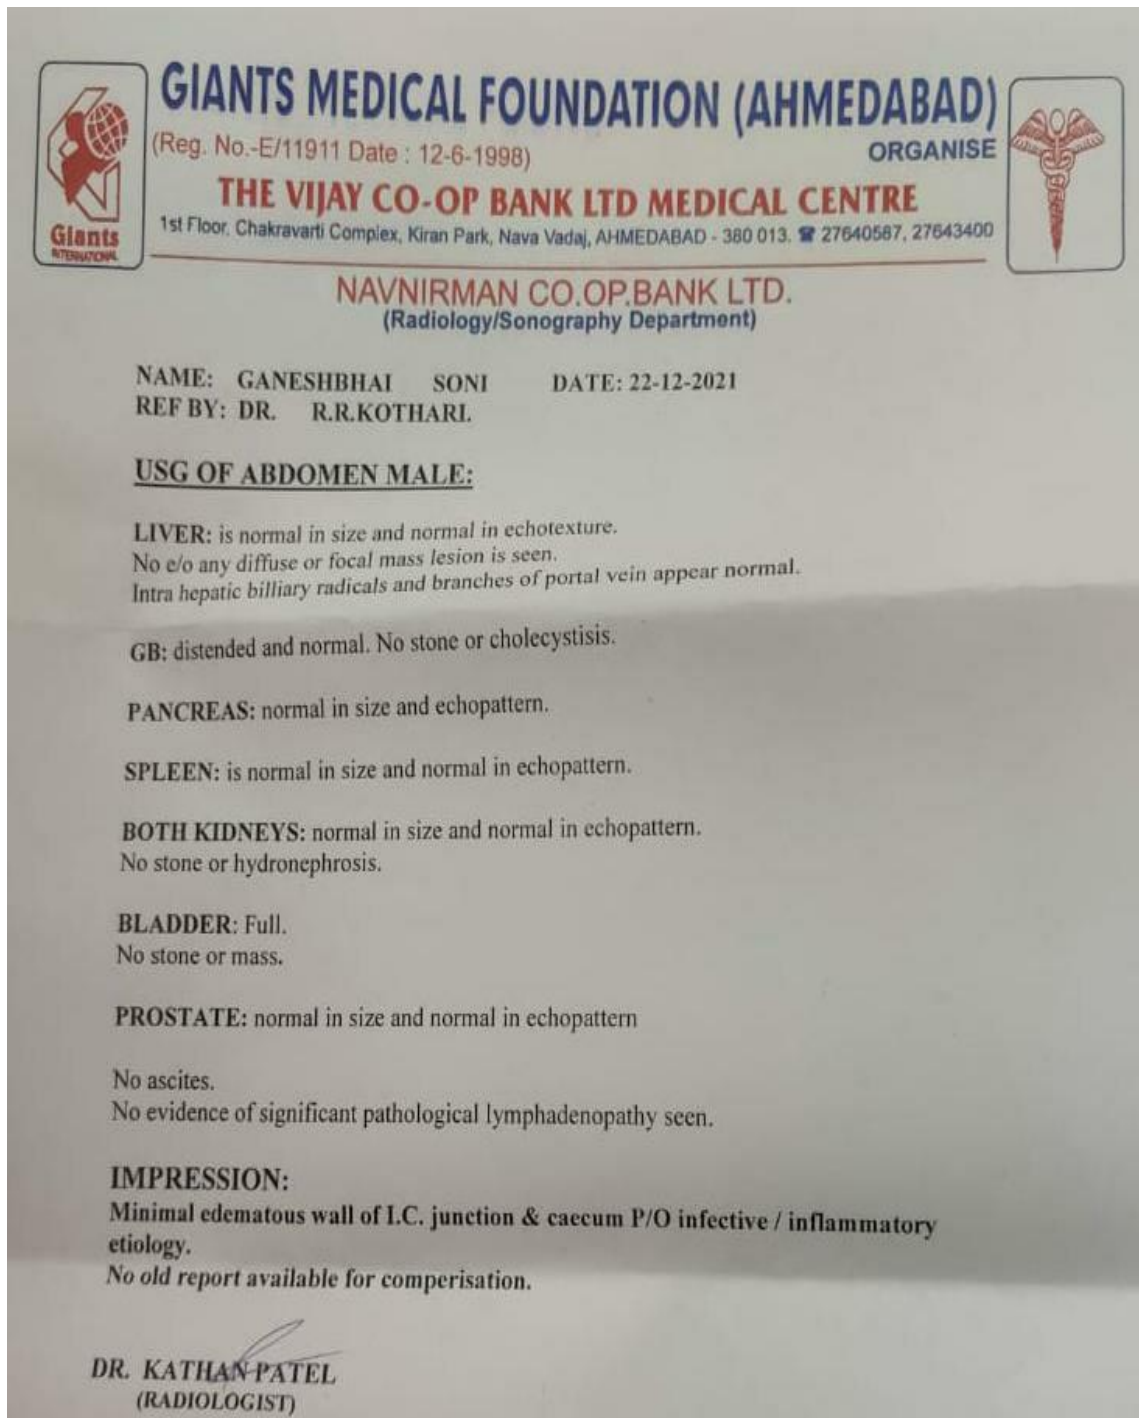 GIANTS MEDICAL FOUNDATION (AHMEDABAD)
(Reg. No.-E/11911 Date : 12-6-1998)
ORGANISE
THE VIJAY CO-OP BANK LTD MEDICAL CENTRE
1st Floor, Chakravarti Complex, Kiran Park, Nava Vadaj, AHMEDABAD - 380 013. ☎ 27640587, 27643400
Giants
INTERNATIONAL
NAVNIRMAN CO.OP.BANK LTD.
(Radiology/Sonography Department)
NAME: GANESHBHAI SONI DATE: 22-12-2021
REF BY: DR. R.R.KOTHARI.
USG OF ABDOMEN MALE:
LIVER: is normal in size and normal in echotexture.
No e/o any diffuse or focal mass lesion is seen.
Intra hepatic billiary radicals and branches of portal vein appear normal.
GB: distended and normal. No stone or cholecystisis.
PANCREAS: normal in size and echopattern.
SPLEEN: is normal in size and normal in echopattern.
BOTH KIDNEYS: normal in size and normal in echopattern.
No stone or hydronephrosis.
BLADDER: Full.
No stone or mass.
PROSTATE: normal in size and normal in echopattern
No ascites.
No evidence of significant pathological lymphadenopathy seen.
IMPRESSION:
Minimal edematous wall of I.C. junction & caecum P/O infective / inflammatory
etiology.
No old report available for comperisation.
DR. KATHAN PATEL
(RADIOLOGIST)